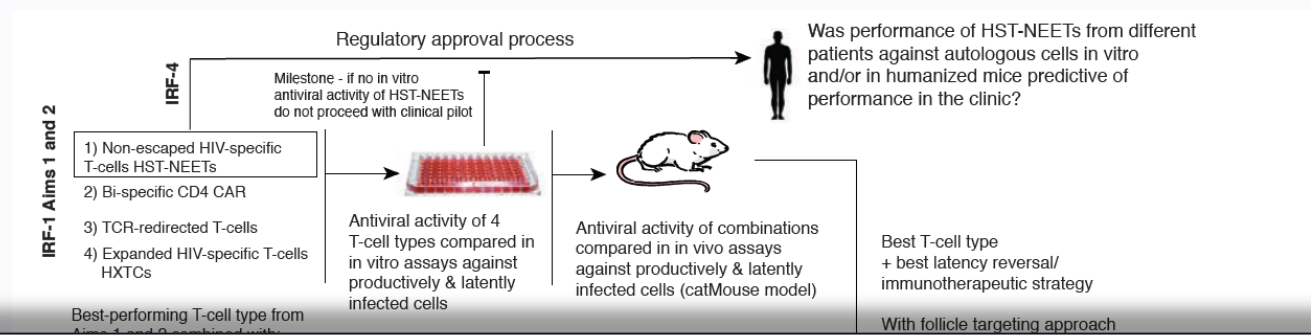 Regulatory approval process
Was performance of HST-NEETs from different
patients against autologous cells in vitro
and/or in humanized mice predictive of
performance in the clinic?
IRF-4
Milestone - if no in vitro
antiviral activity of HST-NEETs
do not proceed with clinical pilot
IRF-1 Aims 1 and 2
1) Non-escaped HIV-specific
T-cells HST-NEETs
2) Bi-specific CD4 CAR
3) TCR-redirected T-cells
4) Expanded HIV-specific T-cells
HXTCs
Antiviral activity of 4
T-cell types compared in
in vitro assays against
productively & latently
infected cells
Antiviral activity of combinations
compared in in vivo assays
against productively & latently
infected cells (catMouse model)
Best T-cell type
+ best latency reversal/
immunotherapeutic strategy
With follicle targeting approach
Best-performing T-cell type from
Aims 1 and 2 combined with: